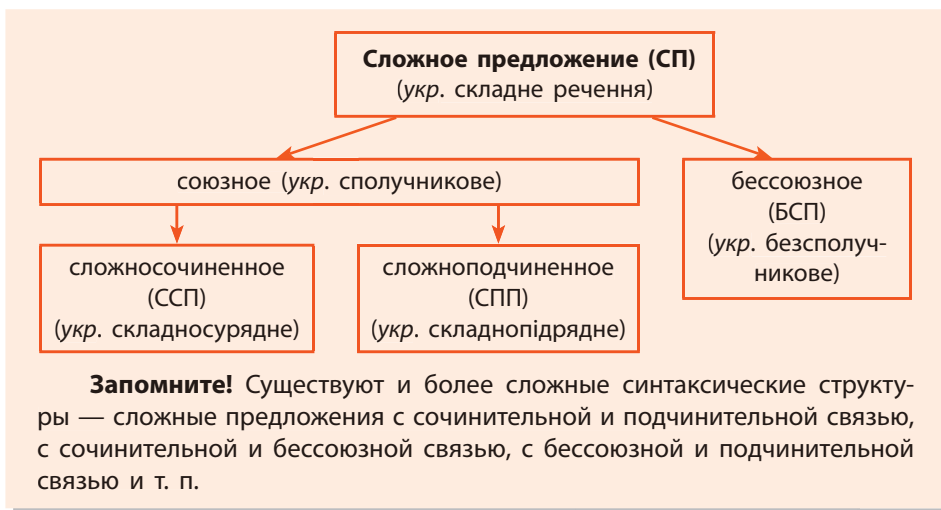 Сложное предложение (СП)
(укр. складне речення)
союзное (укр. сполучникове)
бессоюзное
(БСП)
(укр. безсполуч-
никове)
сложносочиненное
(ССП)
(укр. складносурядне)
сложноподчиненное
(СПП)
(укр. складнопідрядне)
Запомните! Существуют и более сложные синтаксические структу-
ры — сложные предложения с сочинительной и подчинительной связью,
с сочинительной и бессоюзной связью, с бессоюзной и подчинительной
связью и т. п.